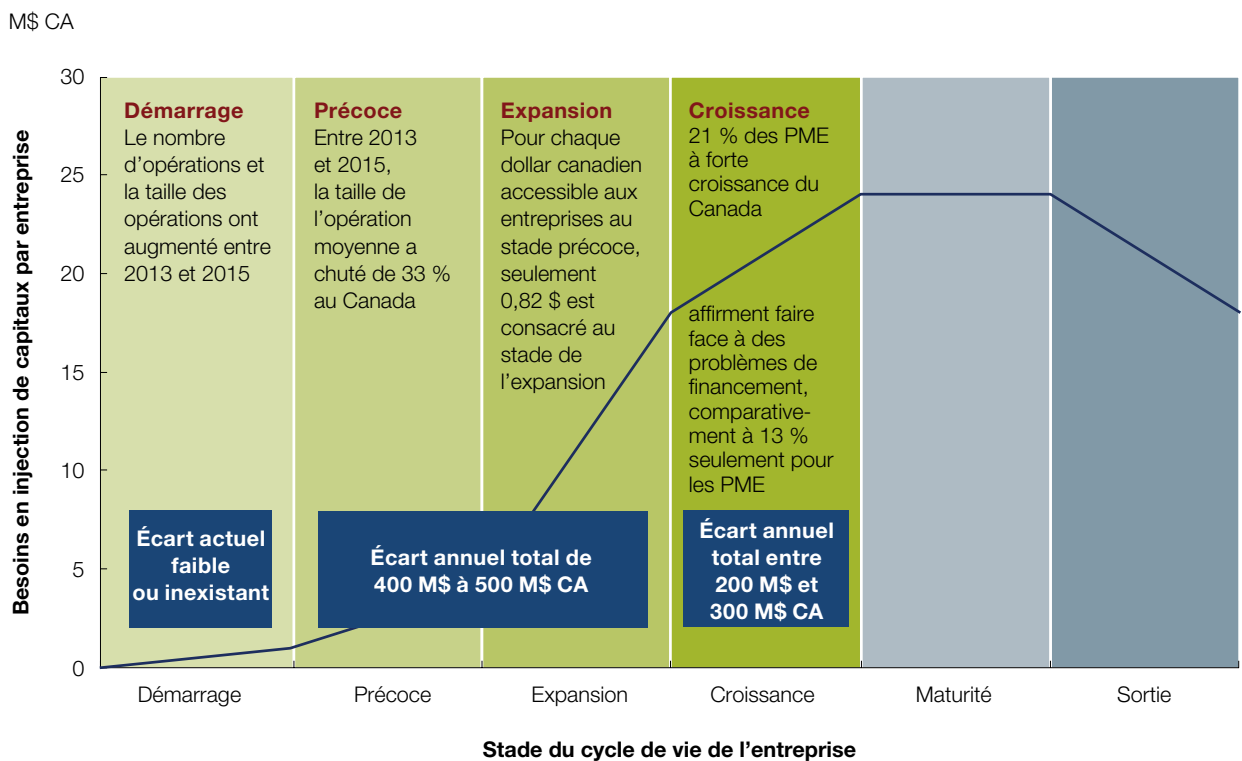 M$ CA
Besoins en injection de capitaux par entreprise
30
25
20
15
10
5
0
Démarrage
Le nombre
d’opérations et
la taille des
opérations ont
augmenté entre
2013 et 2015
Précoce
Entre 2013
et 2015,
la taille de
l’opération
moyenne a
chuté de 33 %
au Canada
Expansion
Pour chaque
dollar canadien
accessible aux
entreprises au
stade précoce,
seulement
0,82 $ est
consacré au
stade de
l’expansion
Croissance
21 % des PME
à forte
croissance du
Canada
affirment faire
face à des
problèmes de
financement,
comparative-
ment à 13 %
seulement pour
les PME
Écart actuel
faible
ou inexistant
Écart annuel total de
400 M$ à 500 M$ CA
Écart annuel
total entre
200 M$ et
300 M$ CA
Démarrage
Précoce
Expansion
Croissance
Maturité
Sortie
Stade du cycle de vie de l’entreprise